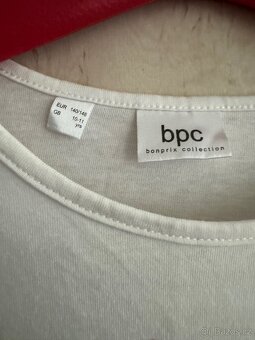 EUR 140/146
GB 10-11
yrs
bpc
bonprix collection